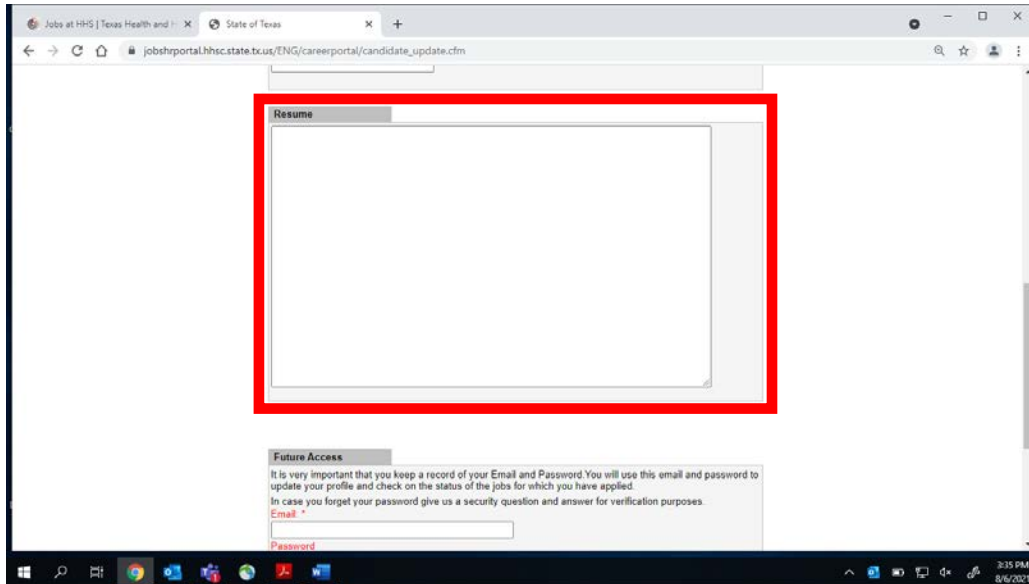 Jobs at HHS | Texas Health and H
State of Texas
jobshrportal.hhsc.state.tx.us/ENG/careerportal/candidate_update.cfm
Resume
Future Access
It is very important that you keep a record of your Email and Password.You will use this email and password to
update your profile and check on the status of the jobs for which you have applied.
In case you forget your password give us a security question and answer for verification purposes.
Email: *
Password
3:35 PM
8/6/202